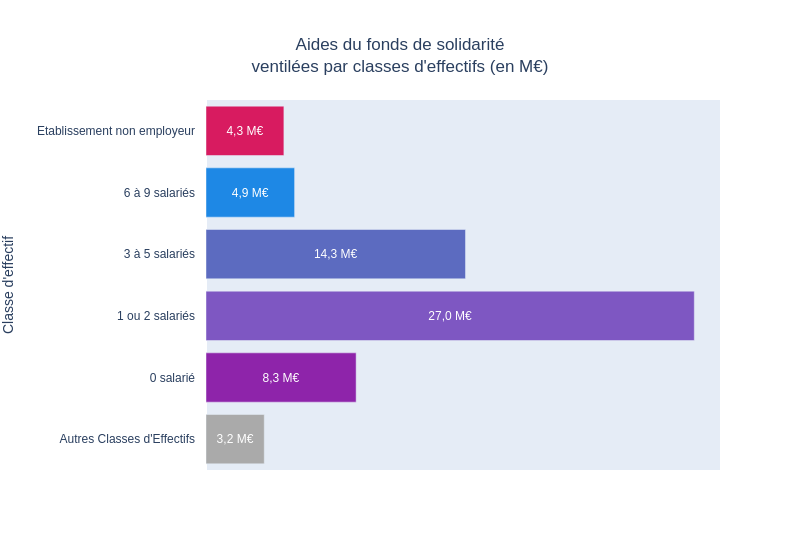 Aides du fonds de solidarité
ventilées par classes d'effectifs (en M€)
Classe d'effectif
Etablissement non employeur
4,3 M€
6 à 9 salariés
4,9 M€
3 à 5 salariés
14,3 M€
1 ou 2 salariés
27,0 M€
0 salarié
8,3 M€
Autres Classes d'Effectifs
3,2 M€